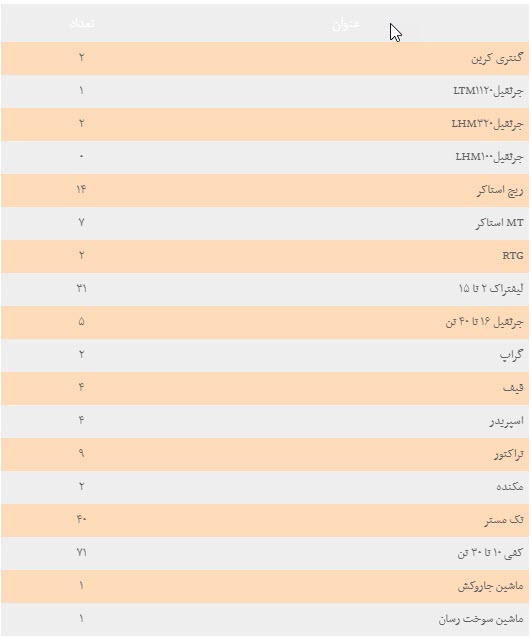 عنوان تعداد
گنتری کرین ۲
جرثقیل LTM۱۱۲۰ ۱
جرثقیل LHM۳۲۰ ۲
جرثقیل LHM۱۰۰ ۰
ریچ استاکر ۱۴
MT استاکر ۷
RTG ۲
لیفتراک ۲ تا ۱۵ ۳۱
جرثقیل ۱۶ تا ۴۰ تن ۵
گراپ ۲
قیف ۴
اسپریدر ۴
تراکتور ۹
مکنده ۲
تک مستر ۴۰
کفی ۱۰ تا ۳۰ تن ۷۱
ماشین جاروکش ۱
ماشین سوخت رسان ۱